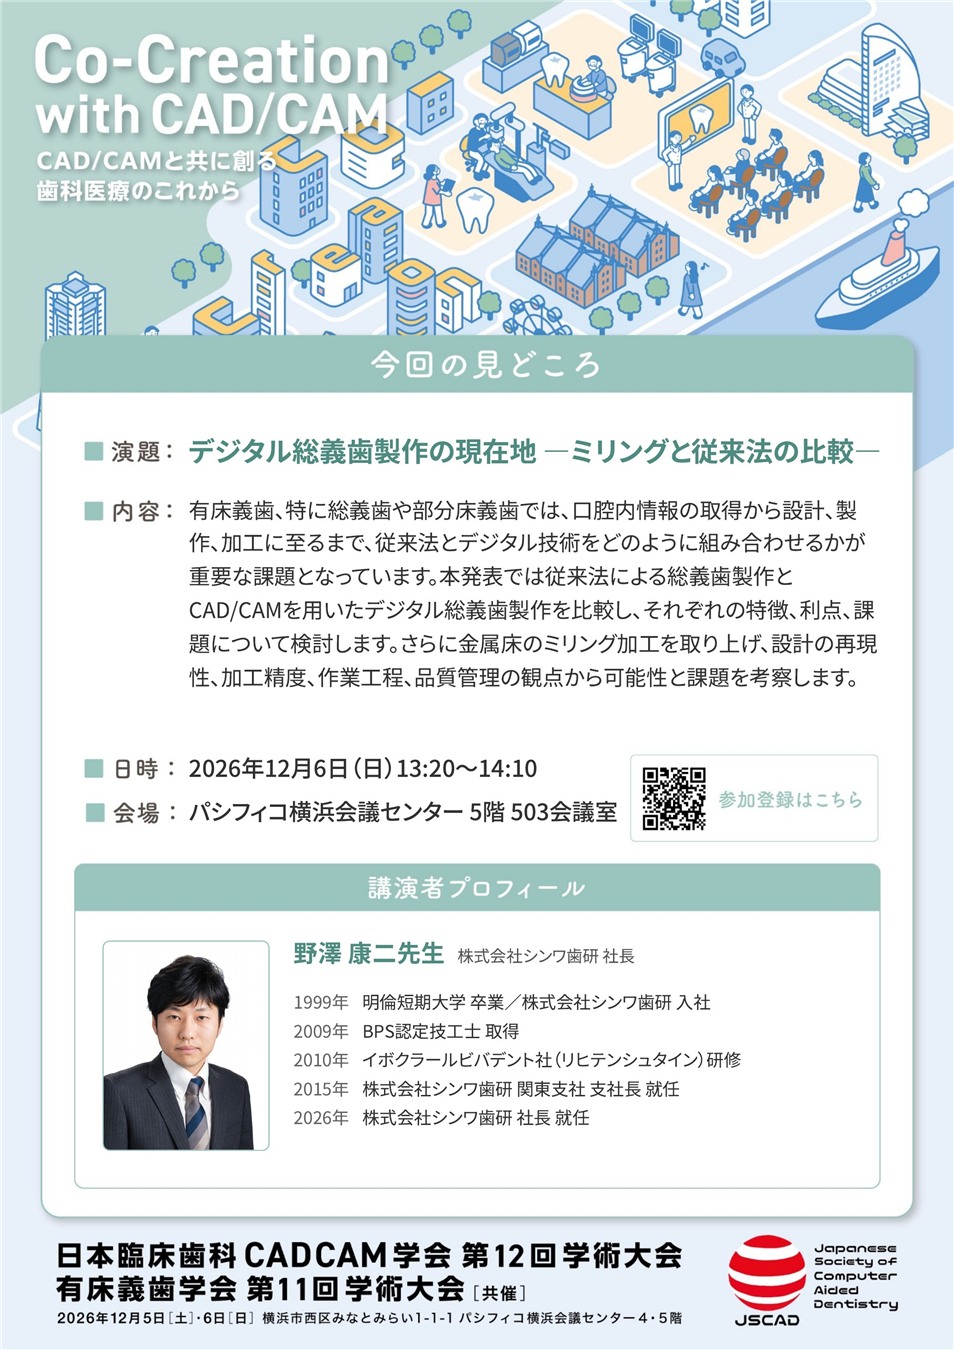 Co-Creation
with CAD/CAM
CAD/CAMと共に創る
歯科医療のこれから
今回の見どころ
演題： デジタル総義歯製作の現在地 ―ミリングと従来法の比較―
内容： 有床義歯、特に総義歯や部分床義歯では、口腔内情報の取得から設計、製
作、加工に至るまで、従来法とデジタル技術をどのように組み合わせるかが
重要な課題となっています。本発表では従来法による総義歯製作と
CAD/CAMを用いたデジタル総義歯製作を比較し、それぞれの特徴、利点、課
題について検討します。さらに金属床のミリング加工を取り上げ、設計の再現
性、加工精度、作業工程、品質管理の観点から可能性と課題を考察します。
日時： 2026年12月6日（日）13:20～14:10
会場： パシフィコ横浜会議センター 5階 503会議室
参加登録はこちら
講演者プロフィール
野澤 康二先生 株式会社シンワ歯研 社長
1999年 明倫短期大学 卒業／株式会社シンワ歯研 入社
2009年 BPS認定技工士 取得
2010年 イボクラールビバデント社（リヒテンシュタイン）研修
2015年 株式会社シンワ歯研 関東支社 支社長 就任
2026年 株式会社シンワ歯研 社長 就任
日本臨床歯科CADCAM学会 第12回学術大会
有床義歯学会 第11回学術大会［共催］
2026年12月5日［土］・6日［日］ 横浜市西区みなとみらい1-1-1 パシフィコ横浜会議センター4・5階
JSCAD
Japanese
Society of
Computer
Aided
Dentistry